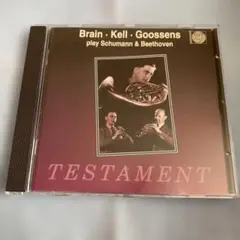 Brain · Kell · Goossens
play Schumann & Beethoven
TESTAMENT